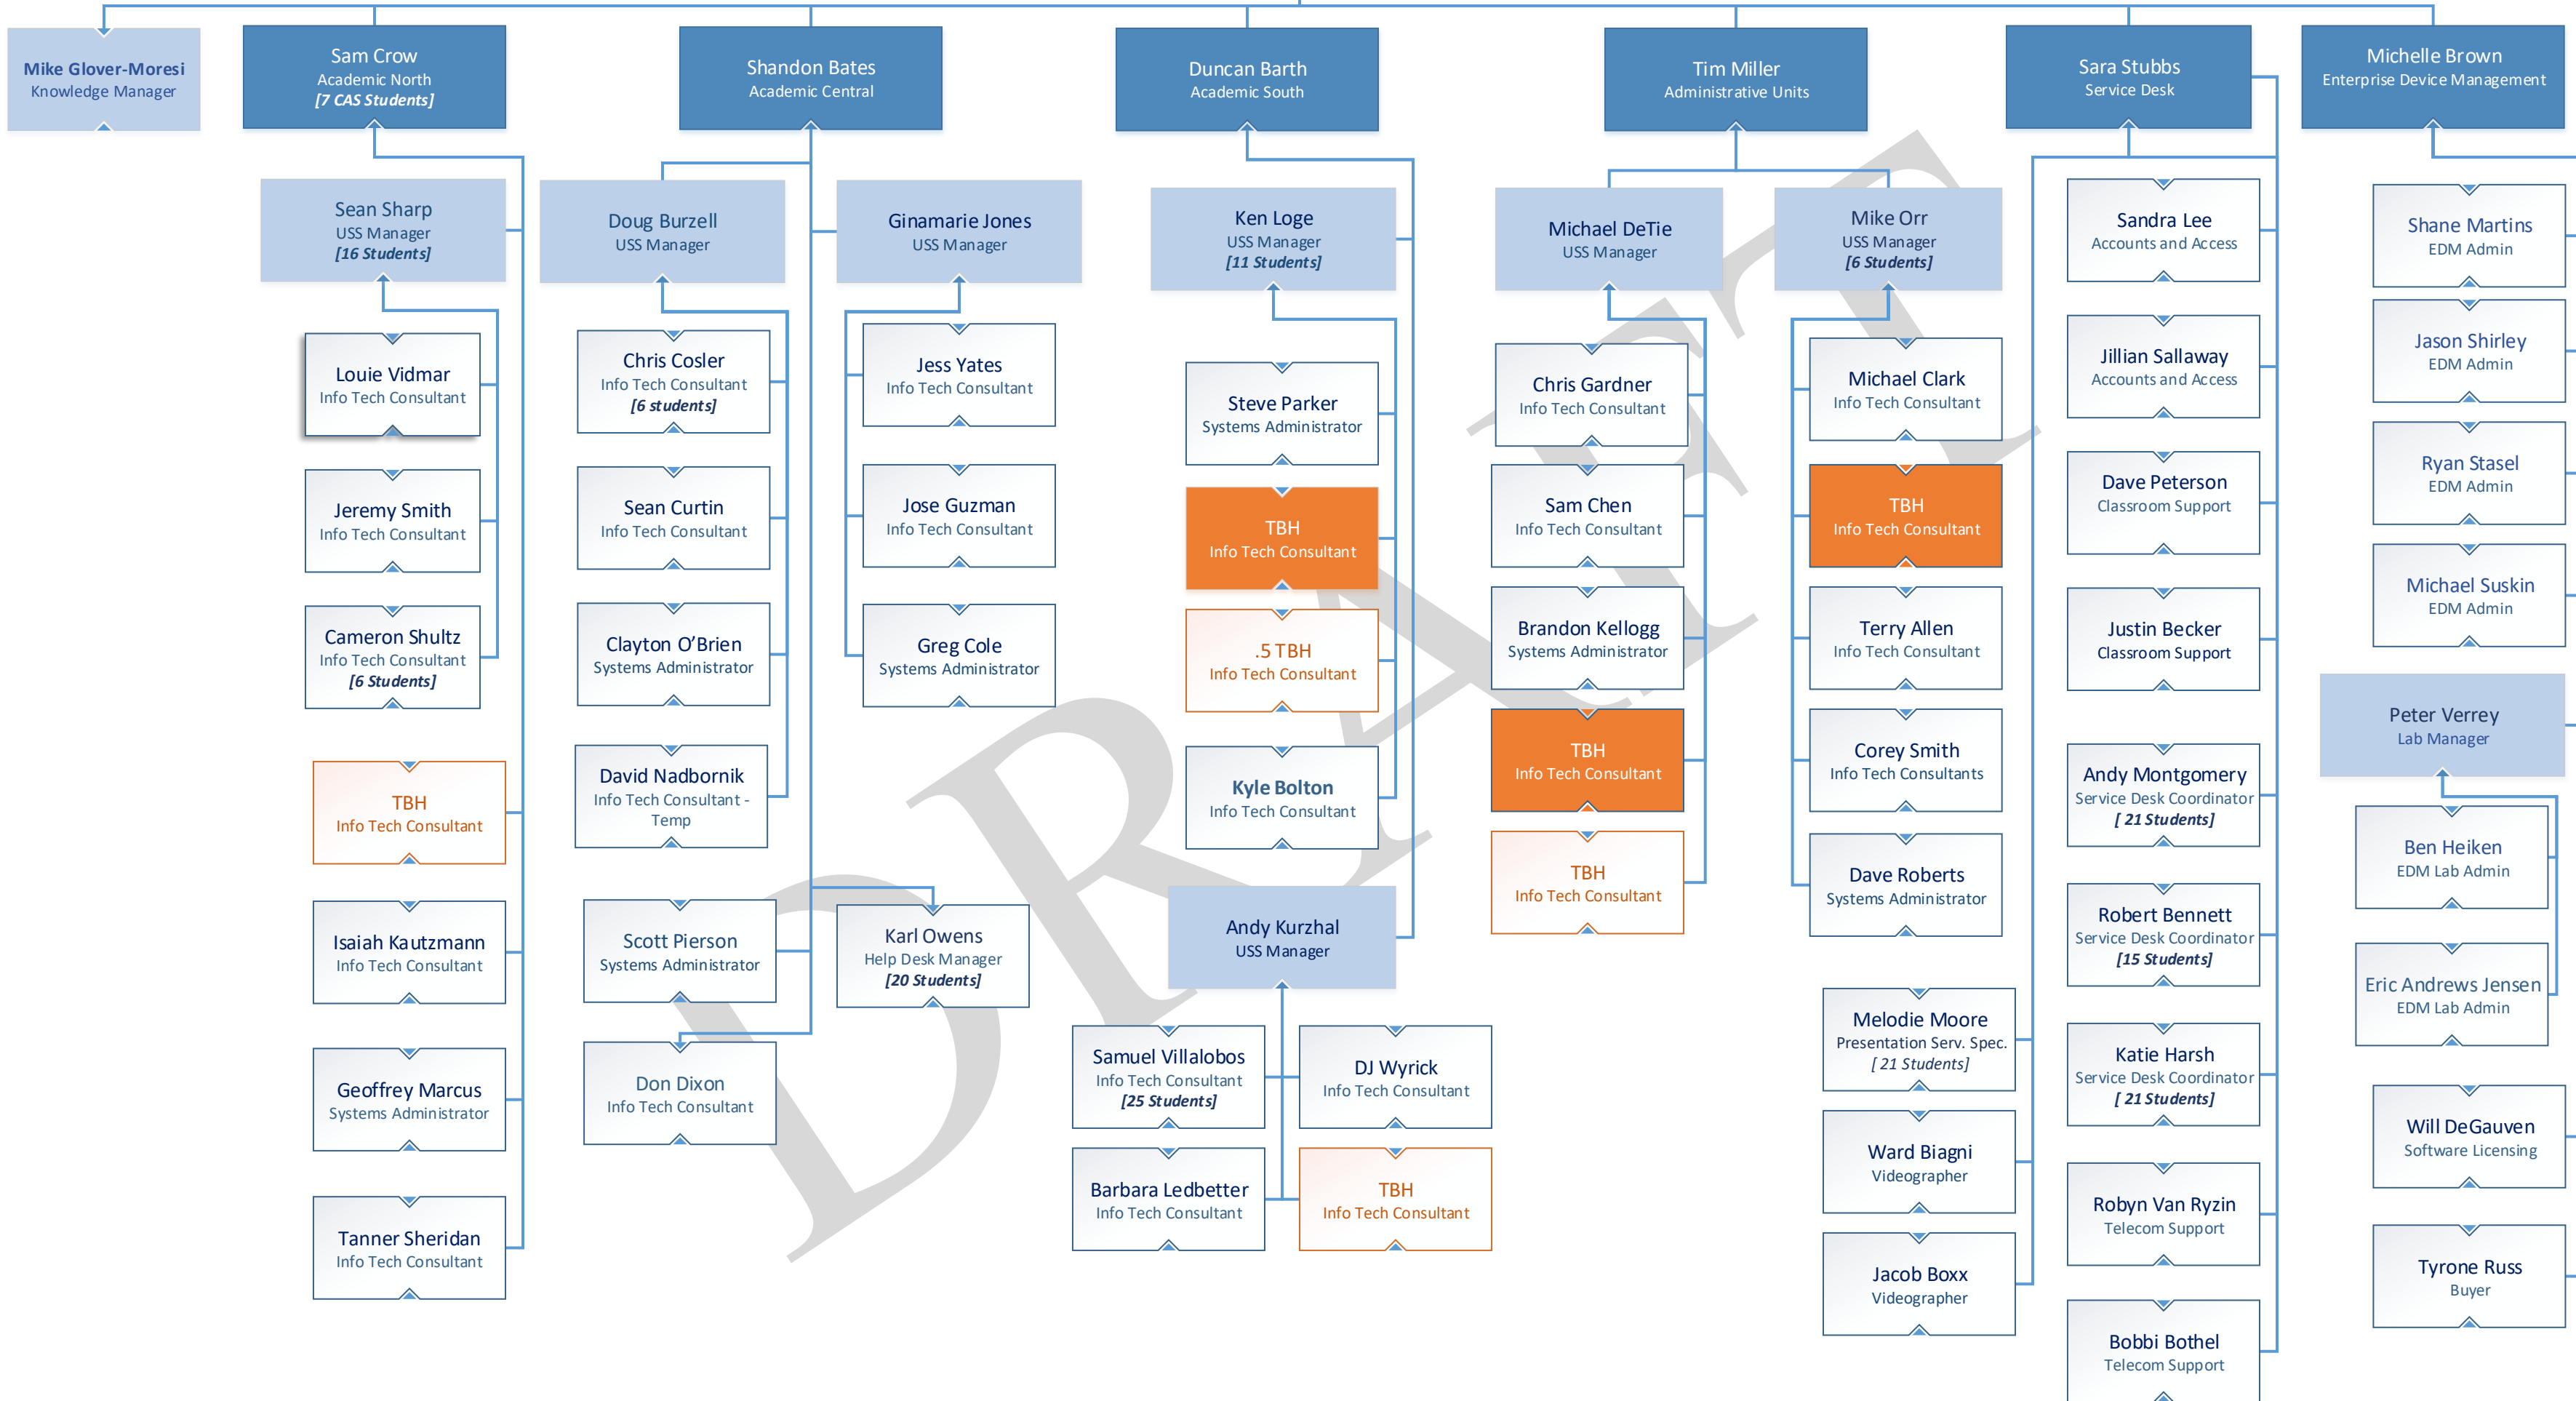 Mike Glover-Moresi
Knowledge Manager
Sam Crow
Academic North
[7 CAS Students]
Sean Sharp
USS Manager
[16 Students]
Louie Vidmar
Info Tech Consultant
Jeremy Smith
Info Tech Consultant
Cameron Shultz
Info Tech Consultant
[6 Students]
TBH
Info Tech Consultant
Isaiah Kautzmann
Info Tech Consultant
Geoffrey Marcus
Systems Administrator
Tanner Sheridan
Info Tech Consultant
Shandon Bates
Academic Central
Doug Burzell
USS Manager
Chris Cosler
Info Tech Consultant
[6 students]
Sean Curtin
Info Tech Consultant
Clayton O’Brien
Systems Administrator
David Nadbornik
Info Tech Consultant -
Temp
Ginamarie Jones
USS Manager
Jess Yates
Info Tech Consultant
Jose Guzman
Info Tech Consultant
Greg Cole
Systems Administrator
Scott Pierson
Systems Administrator
Karl Owens
Help Desk Manager
[20 Students]
Don Dixon
Info Tech Consultant
Duncan Barth
Academic South
Ken Loge
USS Manager
[11 Students]
Steve Parker
Systems Administrator
TBH
Info Tech Consultant
.5 TBH
Info Tech Consultant
Kyle Bolton
Info Tech Consultant
Andy Kurzhal
USS Manager
Samuel Villalobos
Info Tech Consultant
[25 Students]
DJ Wyrick
Info Tech Consultant
Barbara Ledbetter
Info Tech Consultant
TBH
Info Tech Consultant
Tim Miller
Administrative Units
Michael DeTie
USS Manager
Chris Gardner
Info Tech Consultant
Sam Chen
Info Tech Consultant
Brandon Kellogg
Systems Administrator
TBH
Info Tech Consultant
TBH
Info Tech Consultant
Mike Orr
USS Manager
[6 Students]
Michael Clark
Info Tech Consultant
TBH
Info Tech Consultant
Terry Allen
Info Tech Consultant
Corey Smith
Info Tech Consultants
Dave Roberts
Systems Administrator
Sara Stubbs
Service Desk
Sandra Lee
Accounts and Access
Jillian Sallaway
Accounts and Access
Dave Peterson
Classroom Support
Justin Becker
Classroom Support
Andy Montgomery
Service Desk Coordinator
[ 21 Students]
Robert Bennett
Service Desk Coordinator
[15 Students]
Katie Harsh
Service Desk Coordinator
[ 21 Students]
Robyn Van Ryzin
Telecom Support
Bobbi Bothel
Telecom Support
Melodie Moore
Presentation Serv. Spec.
[ 21 Students]
Ward Biagni
Videographer
Jacob Boxx
Videographer
Michelle Brown
Enterprise Device Management
Shane Martins
EDM Admin
Jason Shirley
EDM Admin
Ryan Stasel
EDM Admin
Michael Suskin
EDM Admin
Peter Verrey
Lab Manager
Ben Heiken
EDM Lab Admin
Eric Andrews Jensen
EDM Lab Admin
Will DeGauven
Software Licensing
Tyrone Russ
Buyer
DRAFT